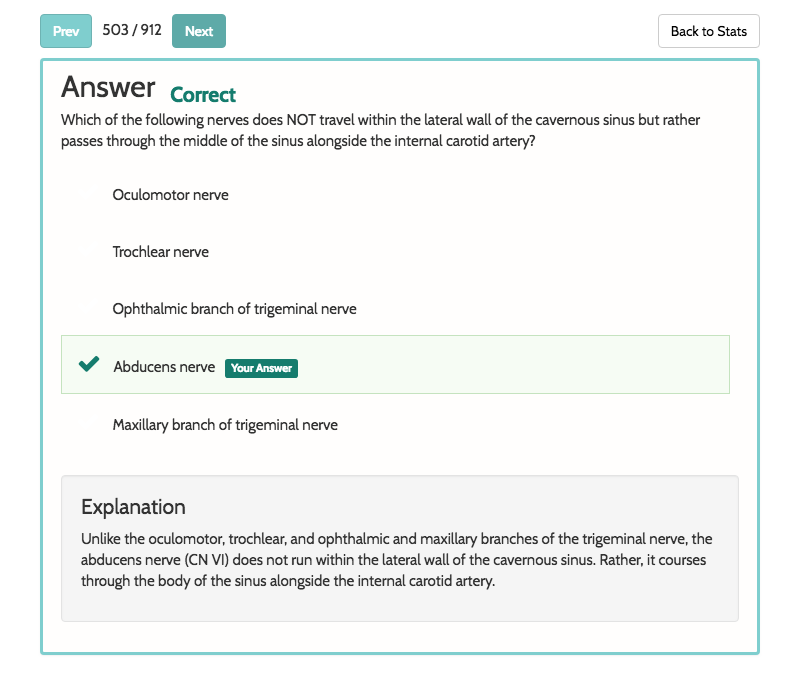 Prev 503 / 912 Next Back to Stats
Answer Correct
Which of the following nerves does NOT travel within the lateral wall of the cavernous sinus but rather
passes through the middle of the sinus alongside the internal carotid artery?
Oculomotor nerve
Trochlear nerve
Ophthalmic branch of trigeminal nerve
Abducens nerve Your Answer
Maxillary branch of trigeminal nerve
Explanation
Unlike the oculomotor, trochlear, and ophthalmic and maxillary branches of the trigeminal nerve, the
abducens nerve (CN VI) does not run within the lateral wall of the cavernous sinus. Rather, it courses
through the body of the sinus alongside the internal carotid artery.